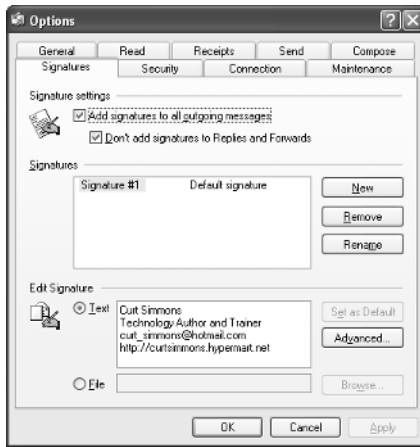 Options
General Read Receipts Send Compose
Signatures Security Connection Maintenance
Signature settings
Add signatures to all outgoing messages
Don't add signatures to Replies and Forwards
Signatures
Signature #1 Default signature
New
Remove
Rename
Edit Signature
Text
Curt Simmons
Technology Author and Trainer
curt_simmons@hotmail.com
http://curtsimmons.hypermart.net
Set as Default
Advanced...
File
Browse...
OK Cancel Apply